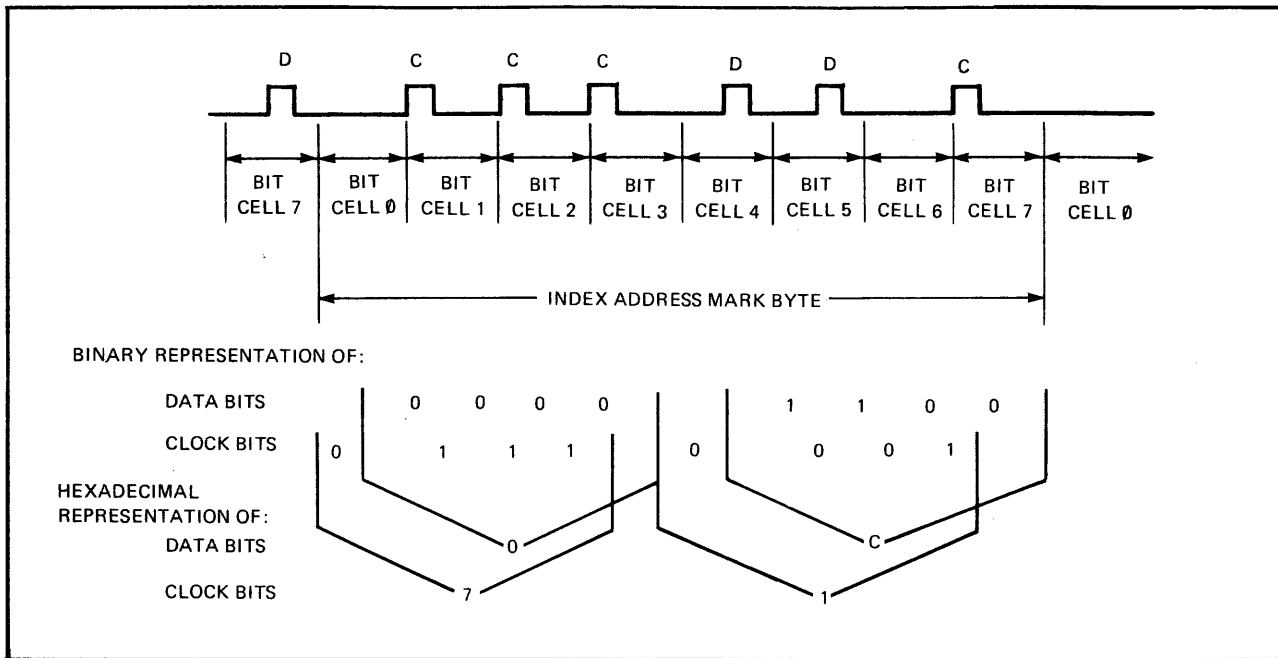 D C C C D D C
BIT CELL 7 BIT CELL 0 BIT CELL 1 BIT CELL 2 BIT CELL 3 BIT CELL 4 BIT CELL 5 BIT CELL 6 BIT CELL 7 BIT CELL 0
INDEX ADDRESS MARK BYTE
BINARY REPRESENTATION OF:
DATA BITS 0 0 0 0 1 1 0 0
CLOCK BITS 0 1 1 1 0 0 0 1
HEXADECIMAL
REPRESENTATION OF:
DATA BITS 0 C
CLOCK BITS 7 1